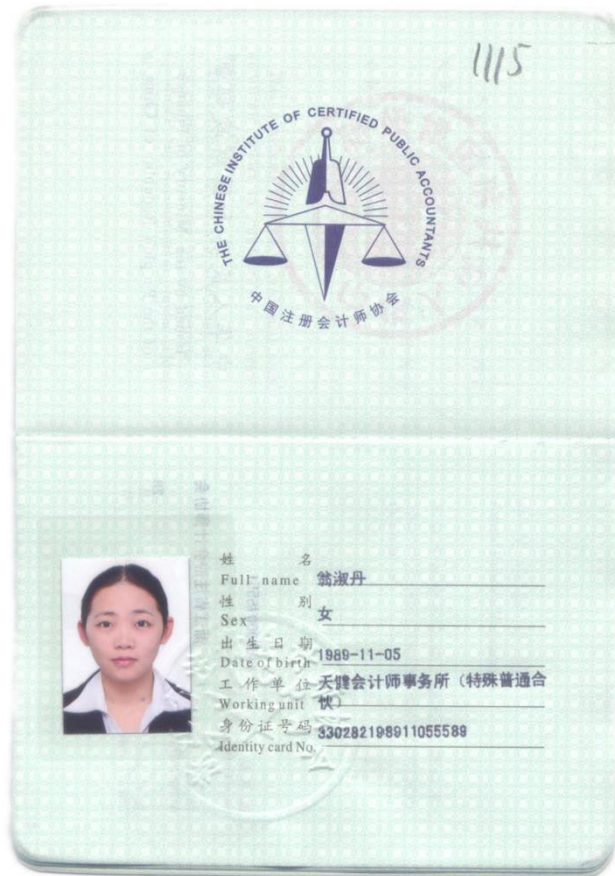 1115
THE CHINESE INSTITUTE OF CERTIFIED PUBLIC ACCOUNTANTS
中国注册会计师协会
姓 名
Full name 翁淑丹
性 别
Sex 女
出 生 日 期
Date of birth 1989-11-05
工 作 单 位 天健会计师事务所（特殊普通合
Working unit 伙）
身份证号码 330282198911055589
Identity card No.